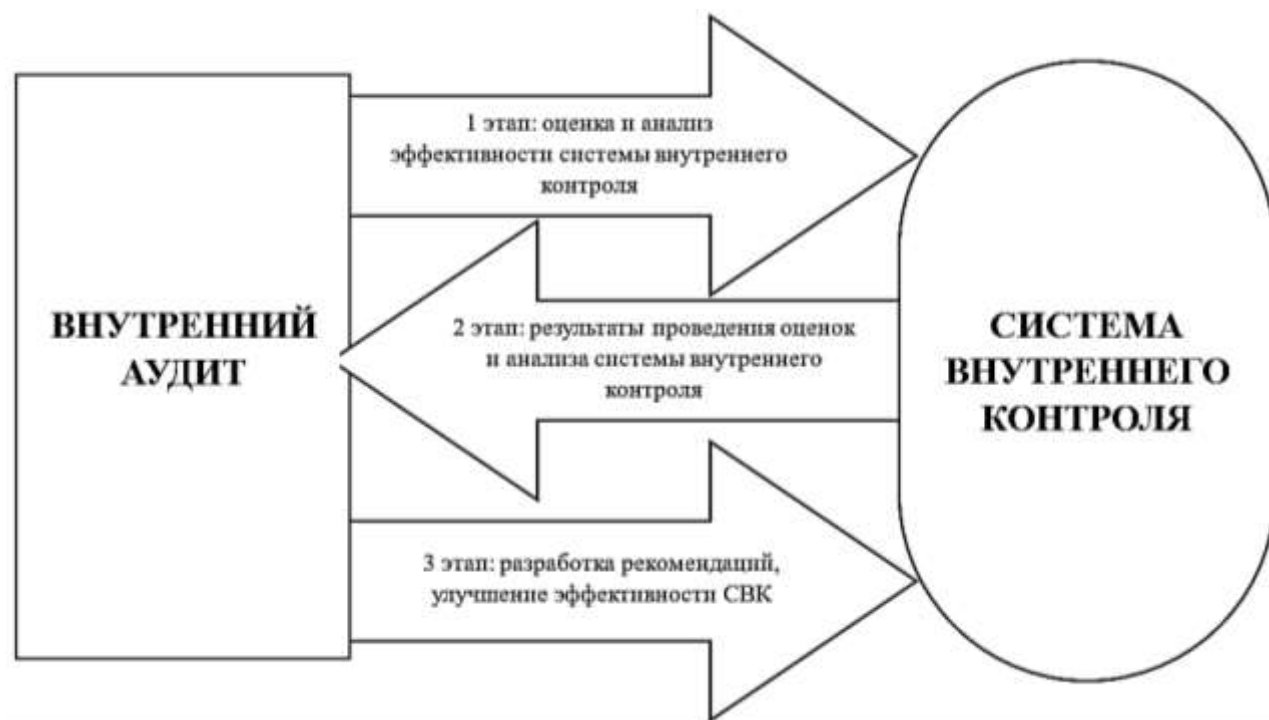 ВНУТРЕННИЙ
АУДИТ
1 этап: оценка и анализ
эффективности системы внутреннего
контроля
2 этап: результаты проведения оценок
и анализа системы внутреннего
контроля
3 этап: разработка рекомендаций,
улучшение эффективности СВК
СИСТЕМА
ВНУТРЕННЕГО
КОНТРОЛЯ